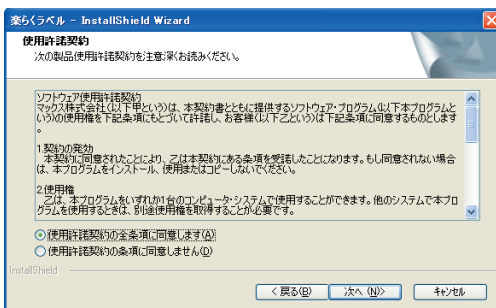 楽らくラベル - InstallShield Wizard
使用許諾契約
次の製品使用許諾契約を注意深くお読みください。
ソフトウェア使用許諾契約
マックス株式会社(以下甲という)は、本契約書とともに提供するソフトウェア・プログラム(以下本プログラムと
いう)の使用権を下記条項にもとづいて許諾し、お客様(以下乙という)は下記条項に同意するものとします
。
1.契約の発効
本契約に同意されたことにより、乙は本契約にある条項を受諾したことになります。もし同意されない場合
は、本プログラムをインストール、使用またはコピーしないでください。
2.使用権
乙は、本プログラムをいずれか1台のコンピュータ・システムで使用することができます。他のシステムで本プロ
グラムを使用するときは、別途使用権を取得することが必要です。
使用許諾契約の全条項に同意します(A)
使用許諾契約の条項に同意しません(D)
InstallShield
< 戻る(B)
次へ (N)>
キャンセル